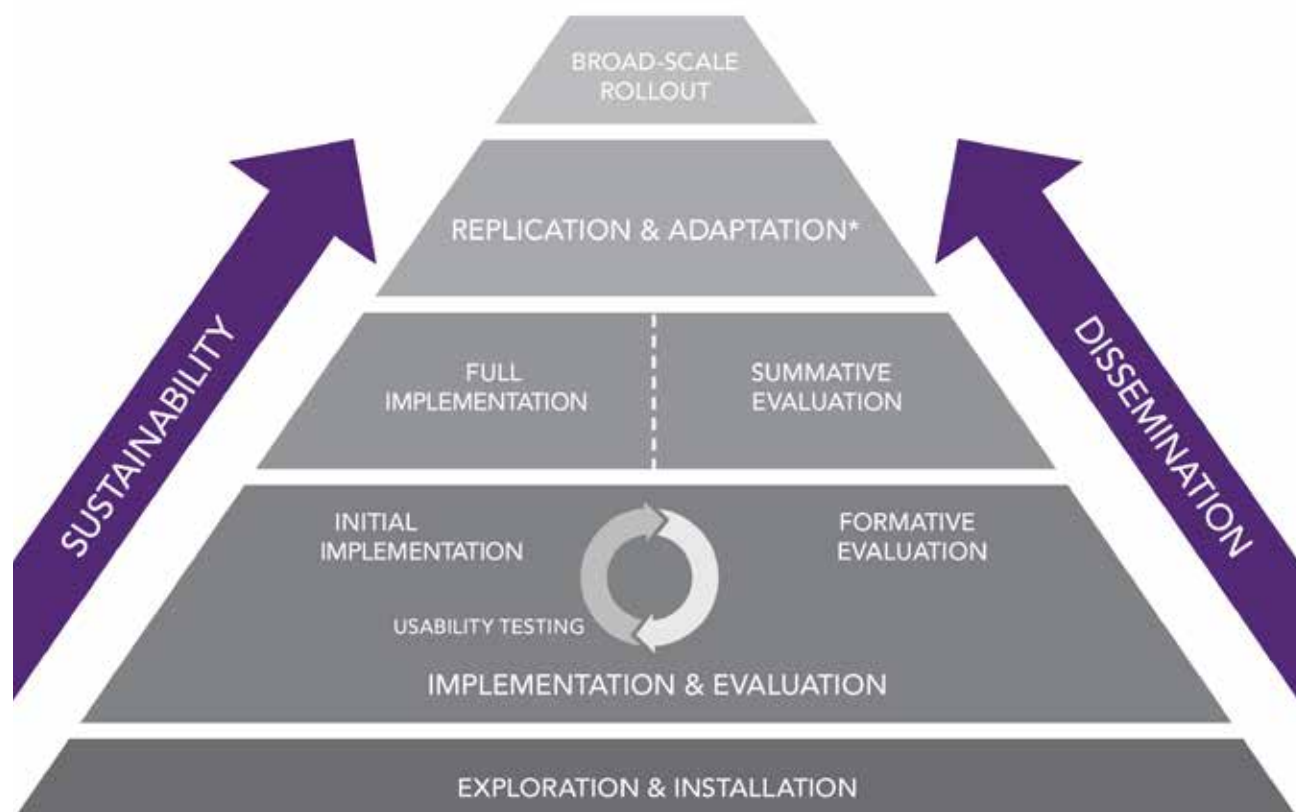 BROAD-SCALE
ROLLOUT
REPLICATION & ADAPTATION*
SUSTAINABILITY
DISSEMINATION
FULL
IMPLEMENTATION
SUMMATIVE
EVALUATION
INITIAL
IMPLEMENTATION
FORMATIVE
EVALUATION
USABILITY TESTING
IMPLEMENTATION & EVALUATION
EXPLORATION & INSTALLATION